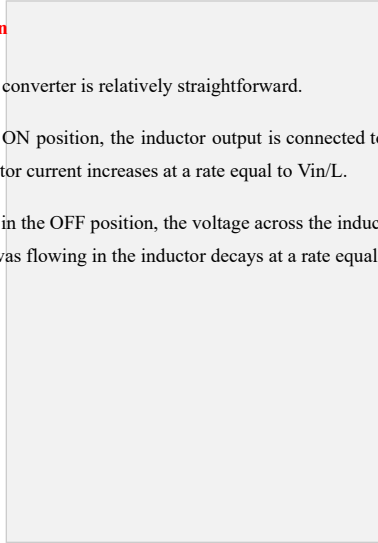 n
converter is relatively straightforward.
ON position, the inductor output is connected to
tor current increases at a rate equal to Vin/L.
in the OFF position, the voltage across the induc
was flowing in the inductor decays at a rate equal